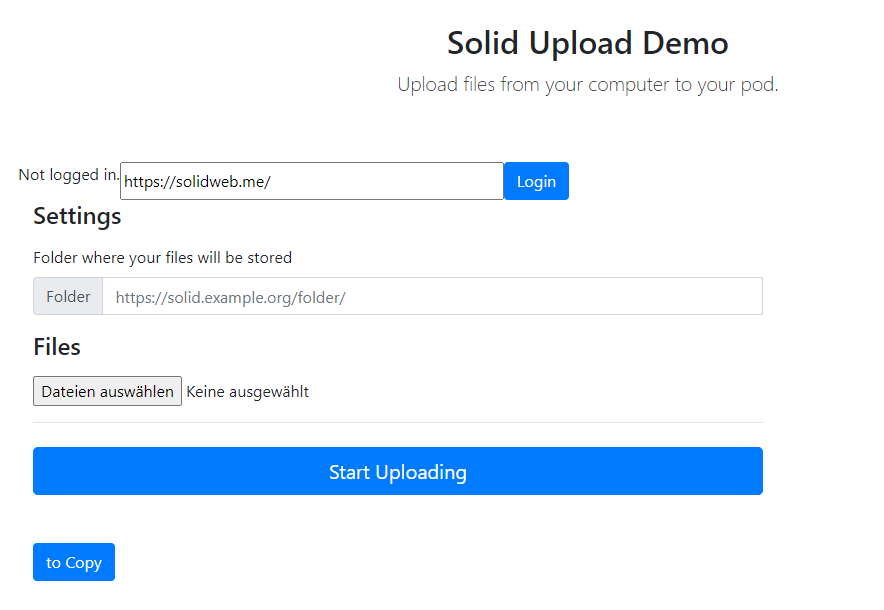 Solid Upload Demo
Upload files from your computer to your pod.
Not logged in. https://solidweb.me/ Login
Settings
Folder where your files will be stored
Folder https://solid.example.org/folder/
Files
Dateien auswählen Keine ausgewählt
Start Uploading
to Copy